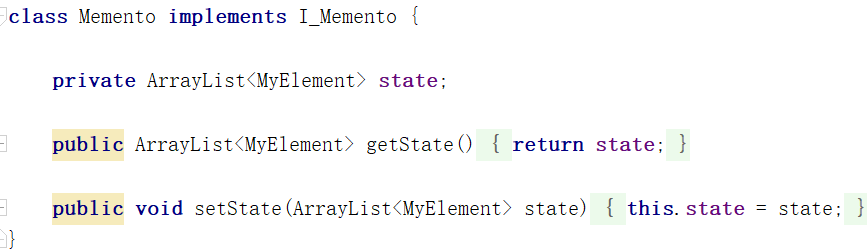 class Memento implements I_Memento {
private ArrayList<MyElement> state;
public ArrayList<MyElement> getState() { return state; }
public void setState(ArrayList<MyElement> state) { this.state = state; }
}